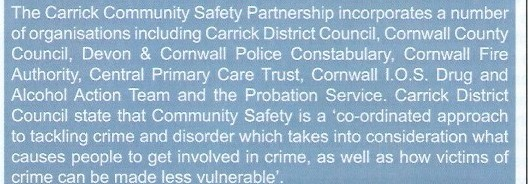 The Carrick Community Safety Partnership incorporates a number
of organisations including Carrick District Council, Cornwall County
Council, Devon & Cornwall Police Constabulary, Cornwall Fire
Authority, Central Primary Care Trust, Cornwall I.O.S. Drug and
Alcohol Action Team and the Probation Service. Carrick District
Council state that Community Safety is a ‘co-ordinated approach
to tackling crime and disorder which takes into consideration what
causes people to get involved in crime, as well as how victims of
crime can be made less vulnerable’.